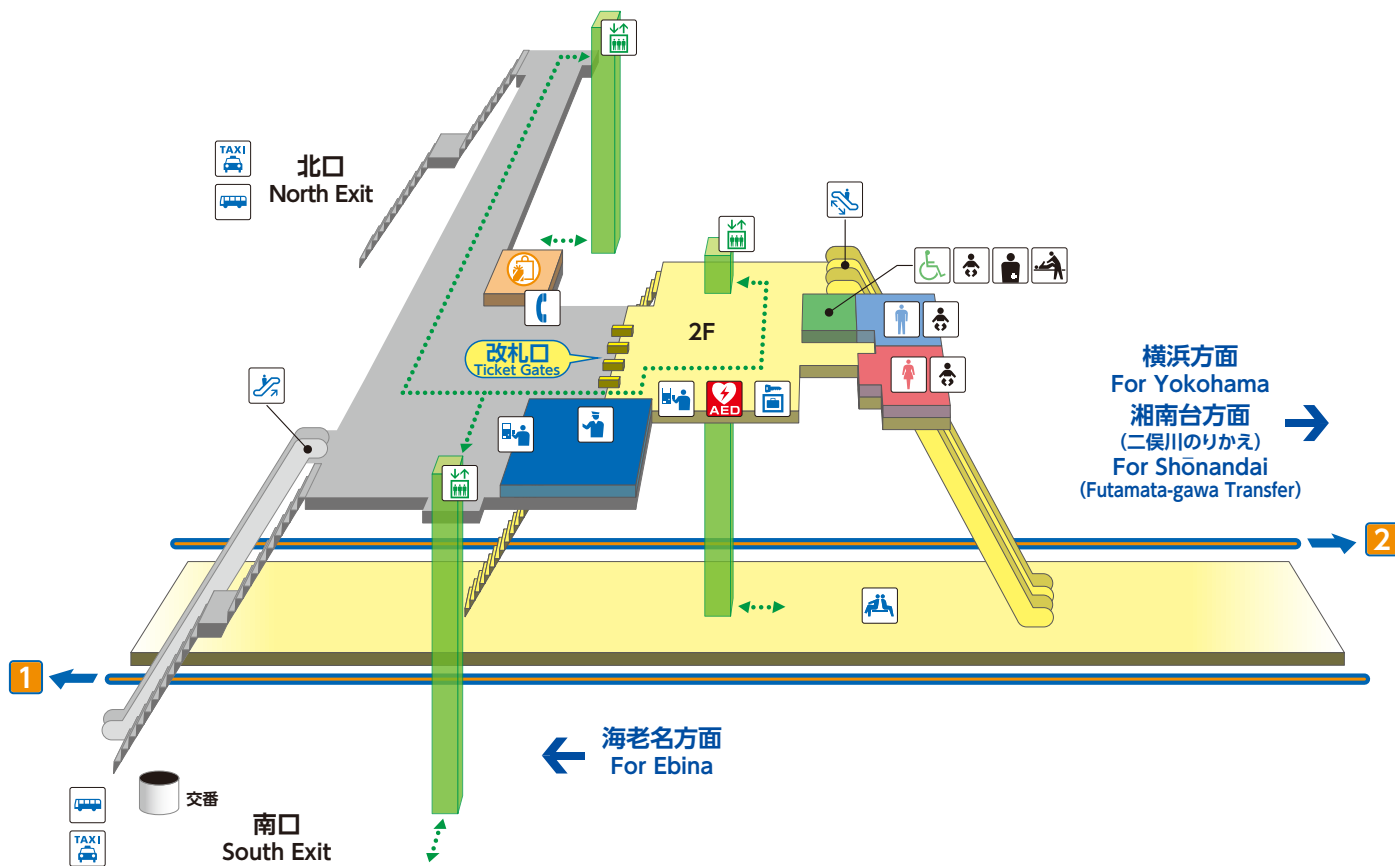 TAXI
北口
North Exit
2F
改札口
Ticket Gates
AED
横浜方面
For Yokohama
湘南台方面
(二俣川のりかえ)
For Shōnandai
(Futamata-gawa Transfer)
2
1
海老名方面
For Ebina
交番
TAXI
南口
South Exit